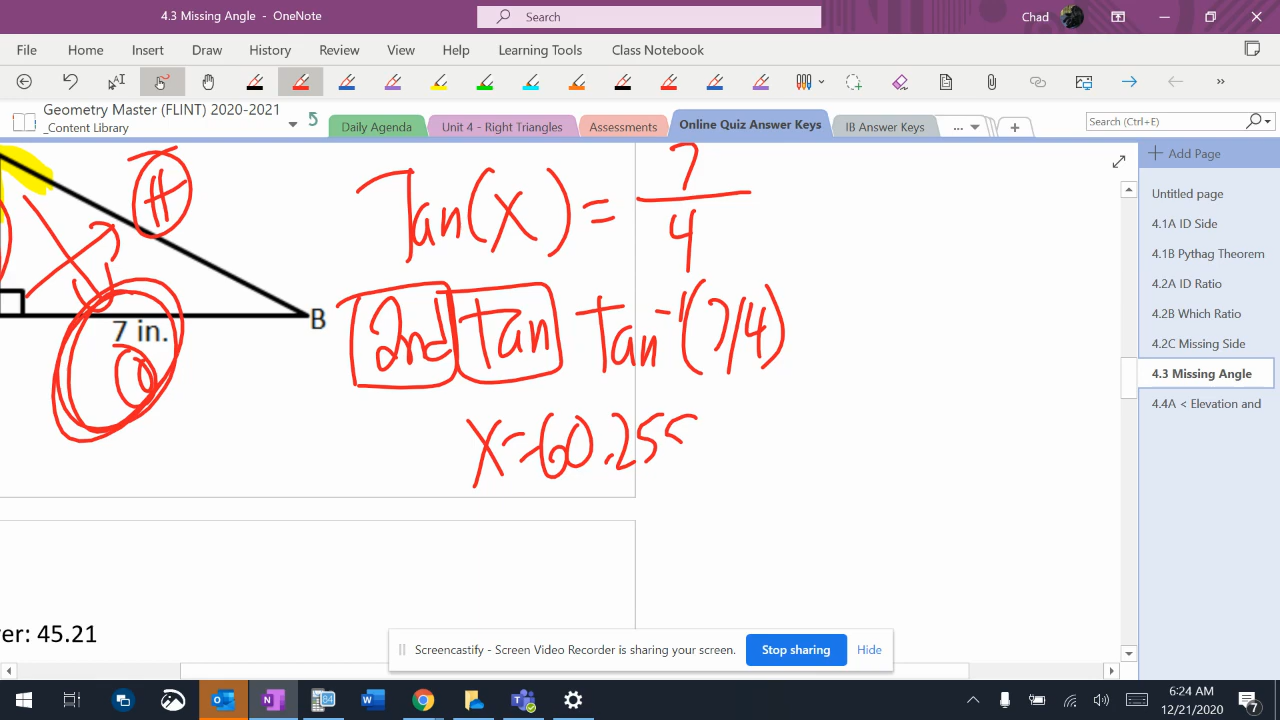 4.3 Missing Angle - OneNote
Search
Chad
File Home Insert Draw History Review View Help Learning Tools Class Notebook
Geometry Master (FLINT) 2020-2021
_Content Library
Daily Agenda
Unit 4 - Right Triangles
Assessments
Online Quiz Answer Keys
IB Answer Keys
...
Search (Ctrl+E)
Add Page
Untitled page
4.1A ID Side
4.1B Pythag Theorem
4.2A ID Ratio
4.2B Which Ratio
4.2C Missing Side
4.3 Missing Angle
4.4A < Elevation and
H
Tan(x) = 7/4
B
7 in.
O
2nd tan tan⁻¹(7/4)
x=60.255
er: 45.21
Screencastify - Screen Video Recorder is sharing your screen.
Stop sharing
Hide
6:24 AM
12/21/2020
7